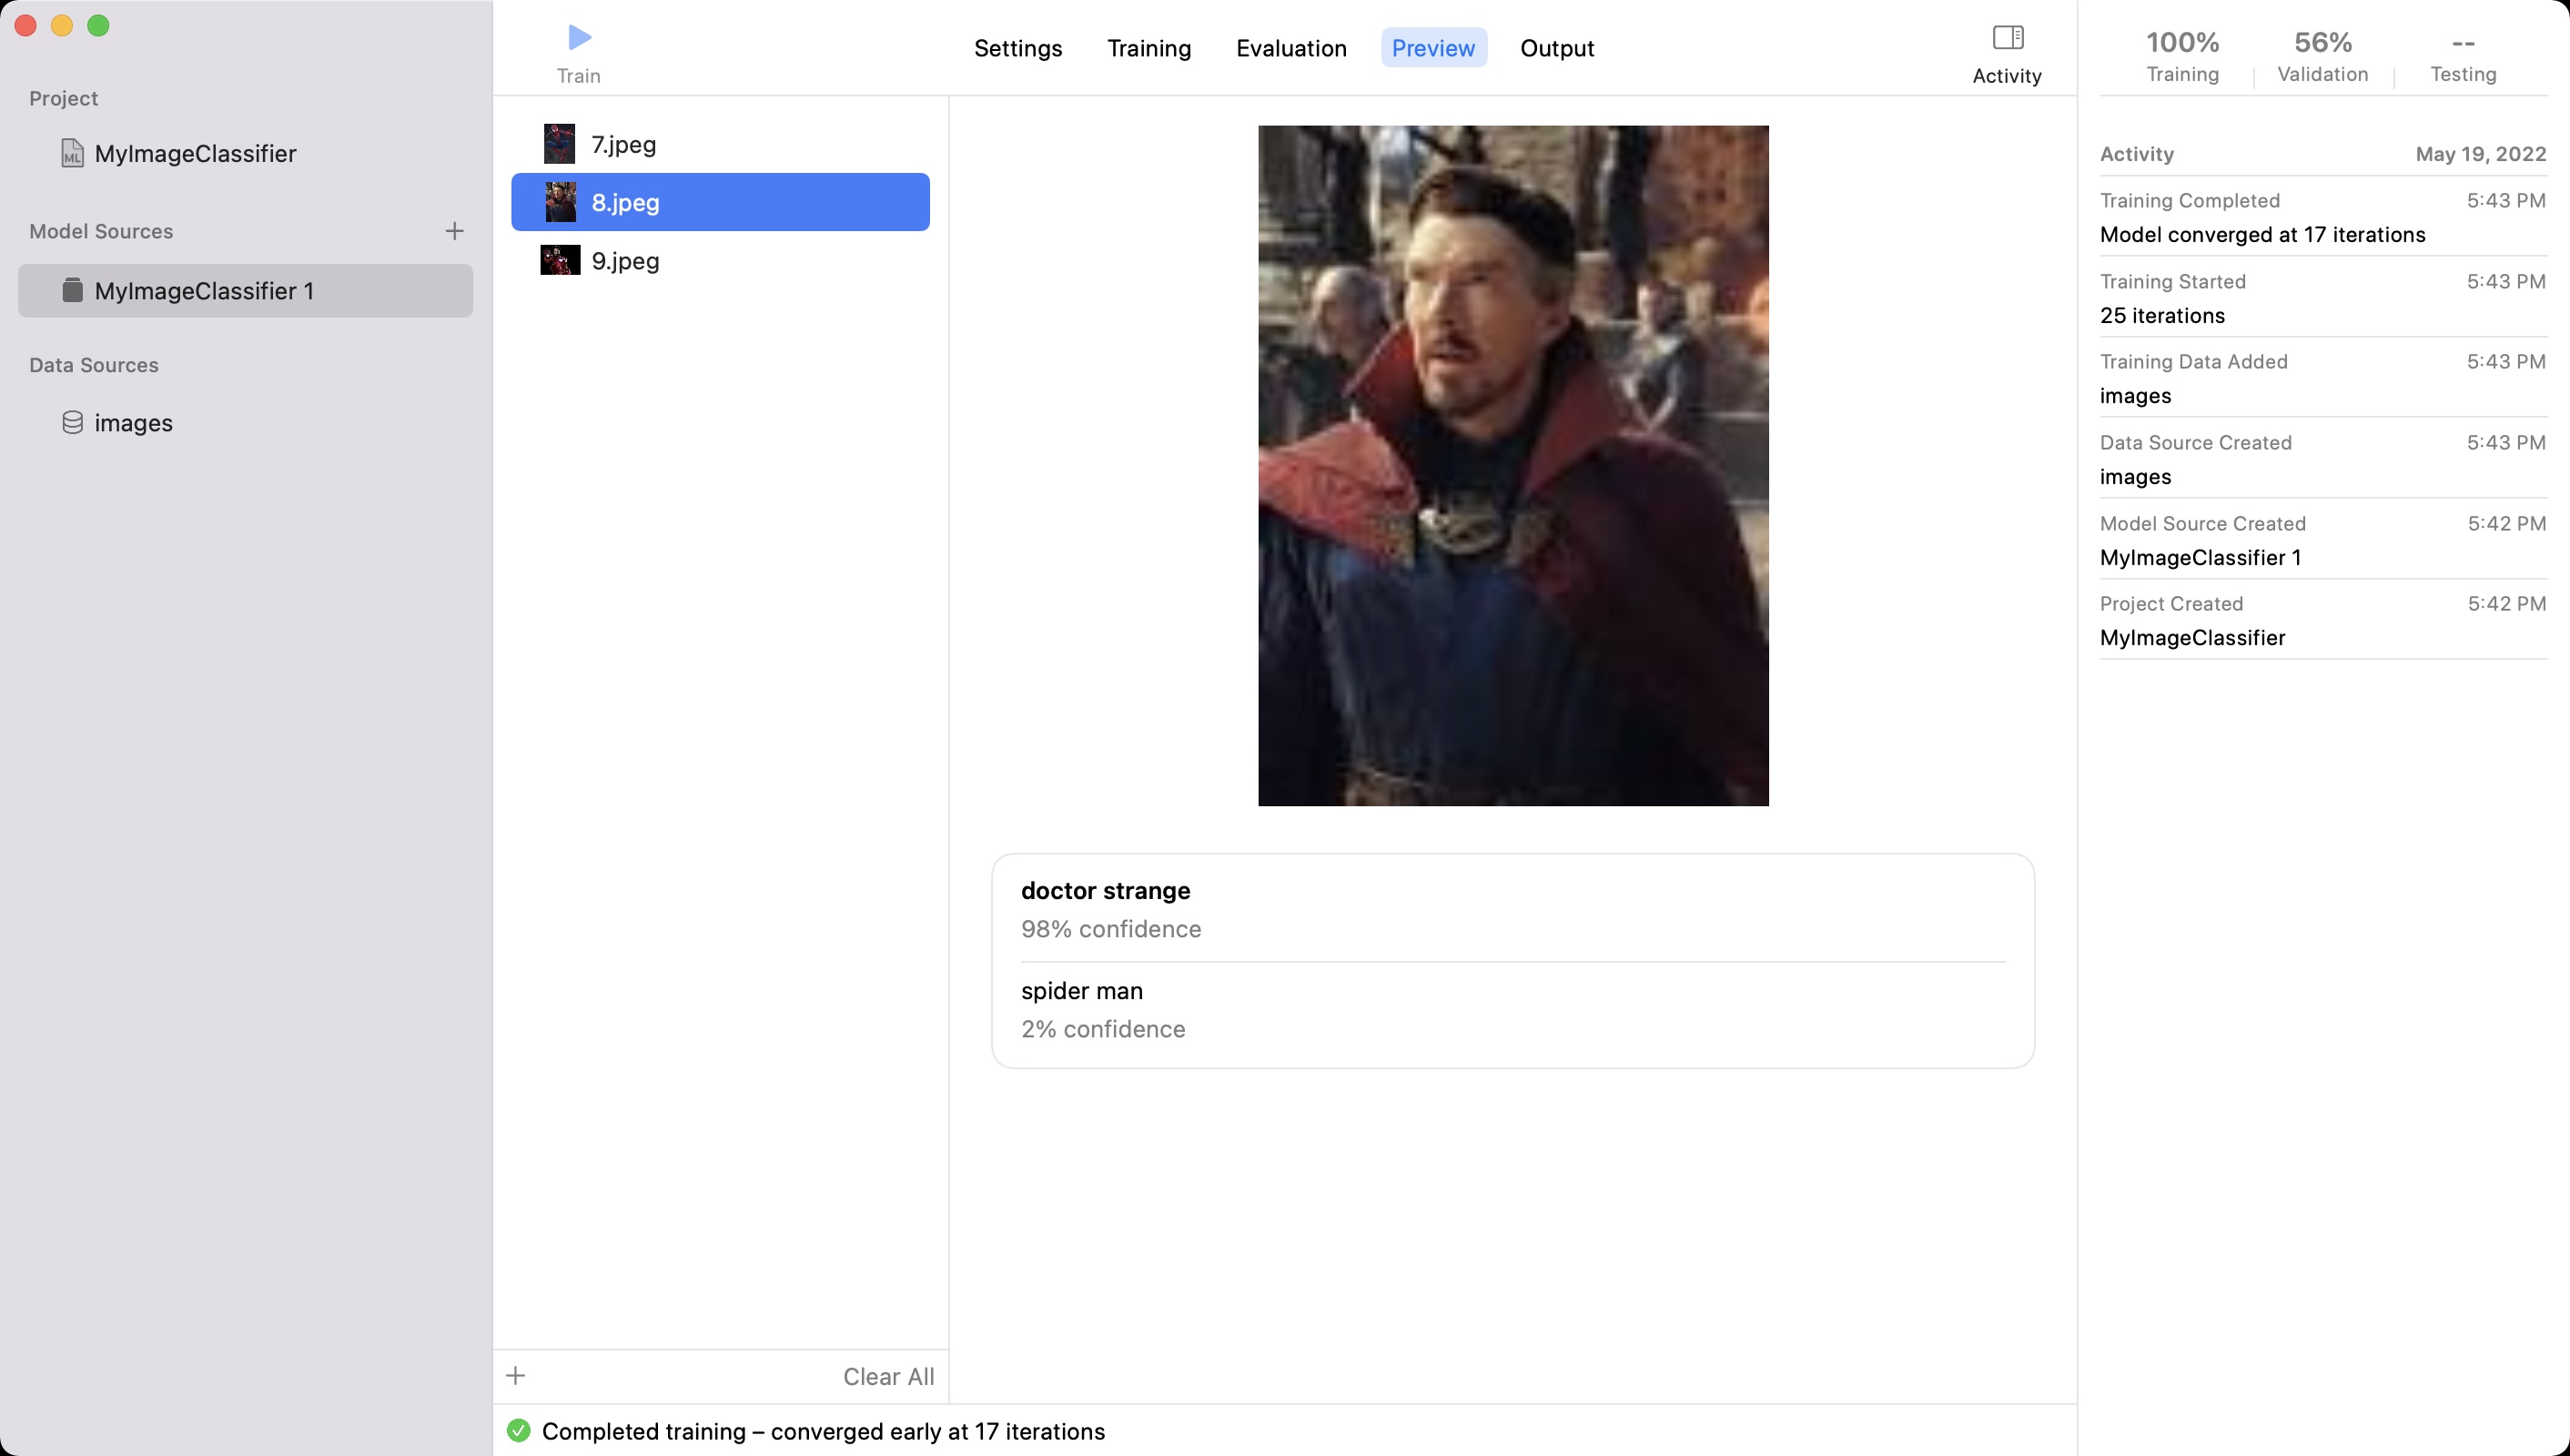 Project
MyImageClassifier
Model Sources
MyImageClassifier 1
Data Sources
images
Train
Settings
Training
Evaluation
Preview
Output
Activity
7.jpeg
8.jpeg
9.jpeg
doctor strange
98% confidence
spider man
2% confidence
Clear All
Completed training – converged early at 17 iterations
100% 56% --
Training Validation Testing
Activity May 19, 2022
Training Completed 5:43 PM
Model converged at 17 iterations
Training Started 5:43 PM
25 iterations
Training Data Added 5:43 PM
images
Data Source Created 5:43 PM
images
Model Source Created 5:42 PM
MyImageClassifier 1
Project Created 5:42 PM
MyImageClassifier